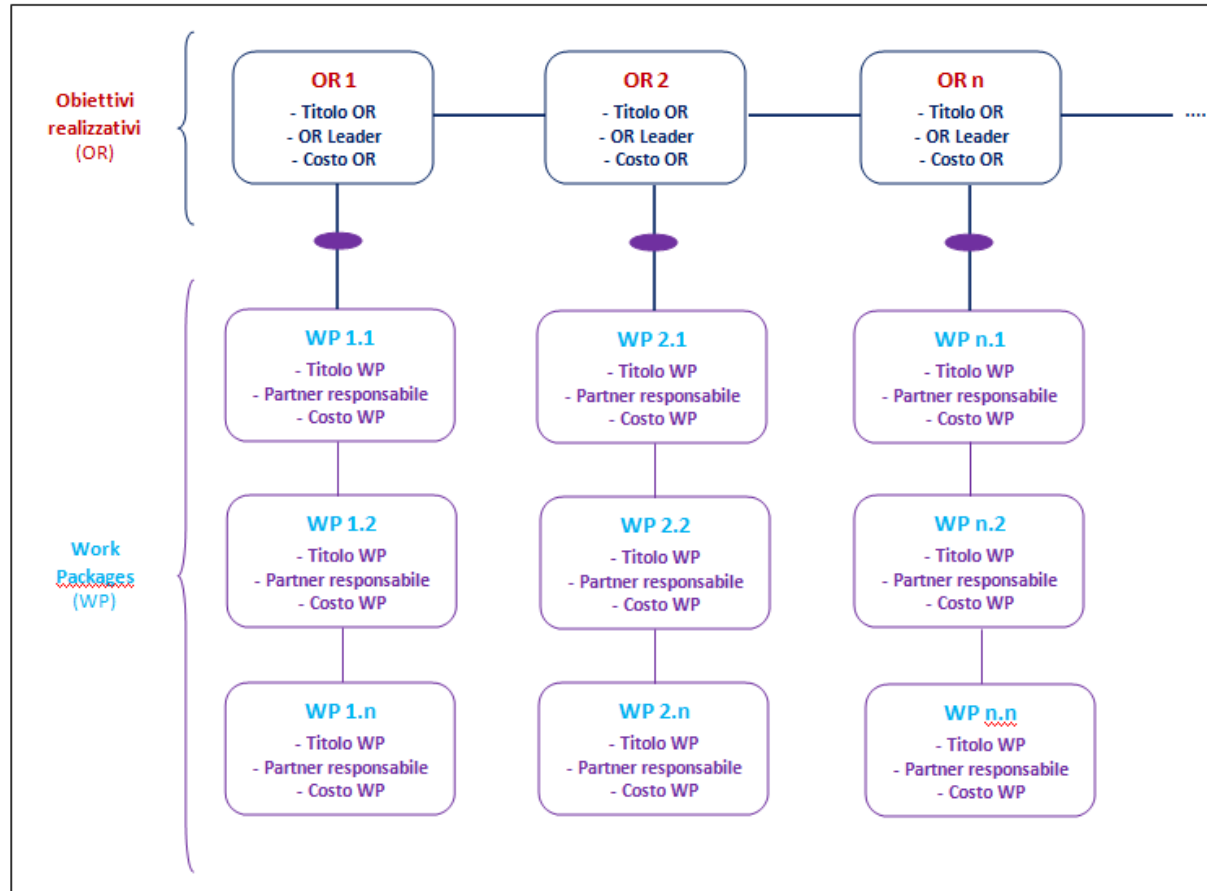 Obiettivi
realizzativi
(OR)
OR 1
- Titolo OR
- OR Leader
- Costo OR
OR 2
- Titolo OR
- OR Leader
- Costo OR
OR n
- Titolo OR
- OR Leader
- Costo OR
....
Work
Packages
(WP)
WP 1.1
- Titolo WP
- Partner responsabile
- Costo WP
WP 2.1
- Titolo WP
- Partner responsabile
- Costo WP
WP n.1
- Titolo WP
- Partner responsabile
- Costo WP
WP 1.2
- Titolo WP
- Partner responsabile
- Costo WP
WP 2.2
- Titolo WP
- Partner responsabile
- Costo WP
WP n.2
- Titolo WP
- Partner responsabile
- Costo WP
WP 1.n
- Titolo WP
- Partner responsabile
- Costo WP
WP 2.n
- Titolo WP
- Partner responsabile
- Costo WP
WP n.n
- Titolo WP
- Partner responsabile
- Costo WP